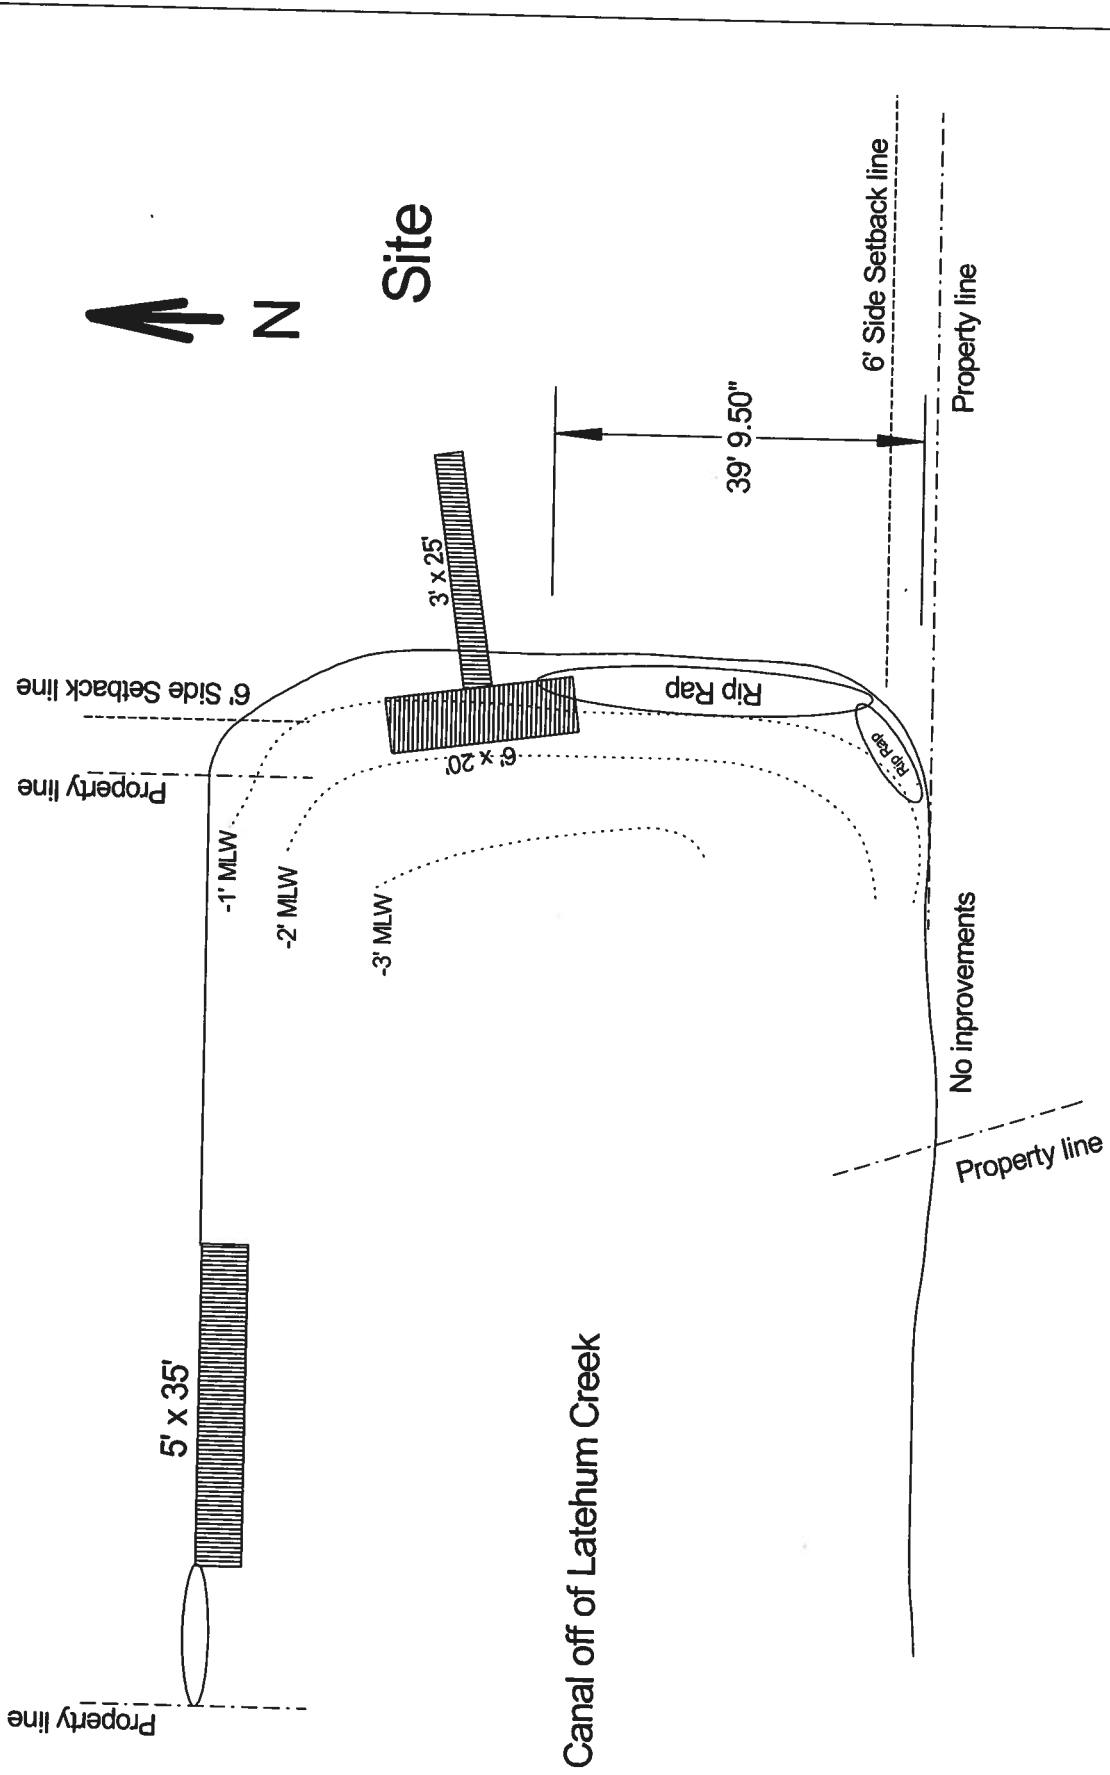 Site
N
6' Side Setback line
Property line
39' 9.50"
3' x 25'
6' Side Setback line
Property line
Rip Rap
Rip Rap
6' x 20'
-1' MLW
-2' MLW
-3' MLW
No inprovements
Property line
5' x 35'
Canal off of Latehum Creek
Property line